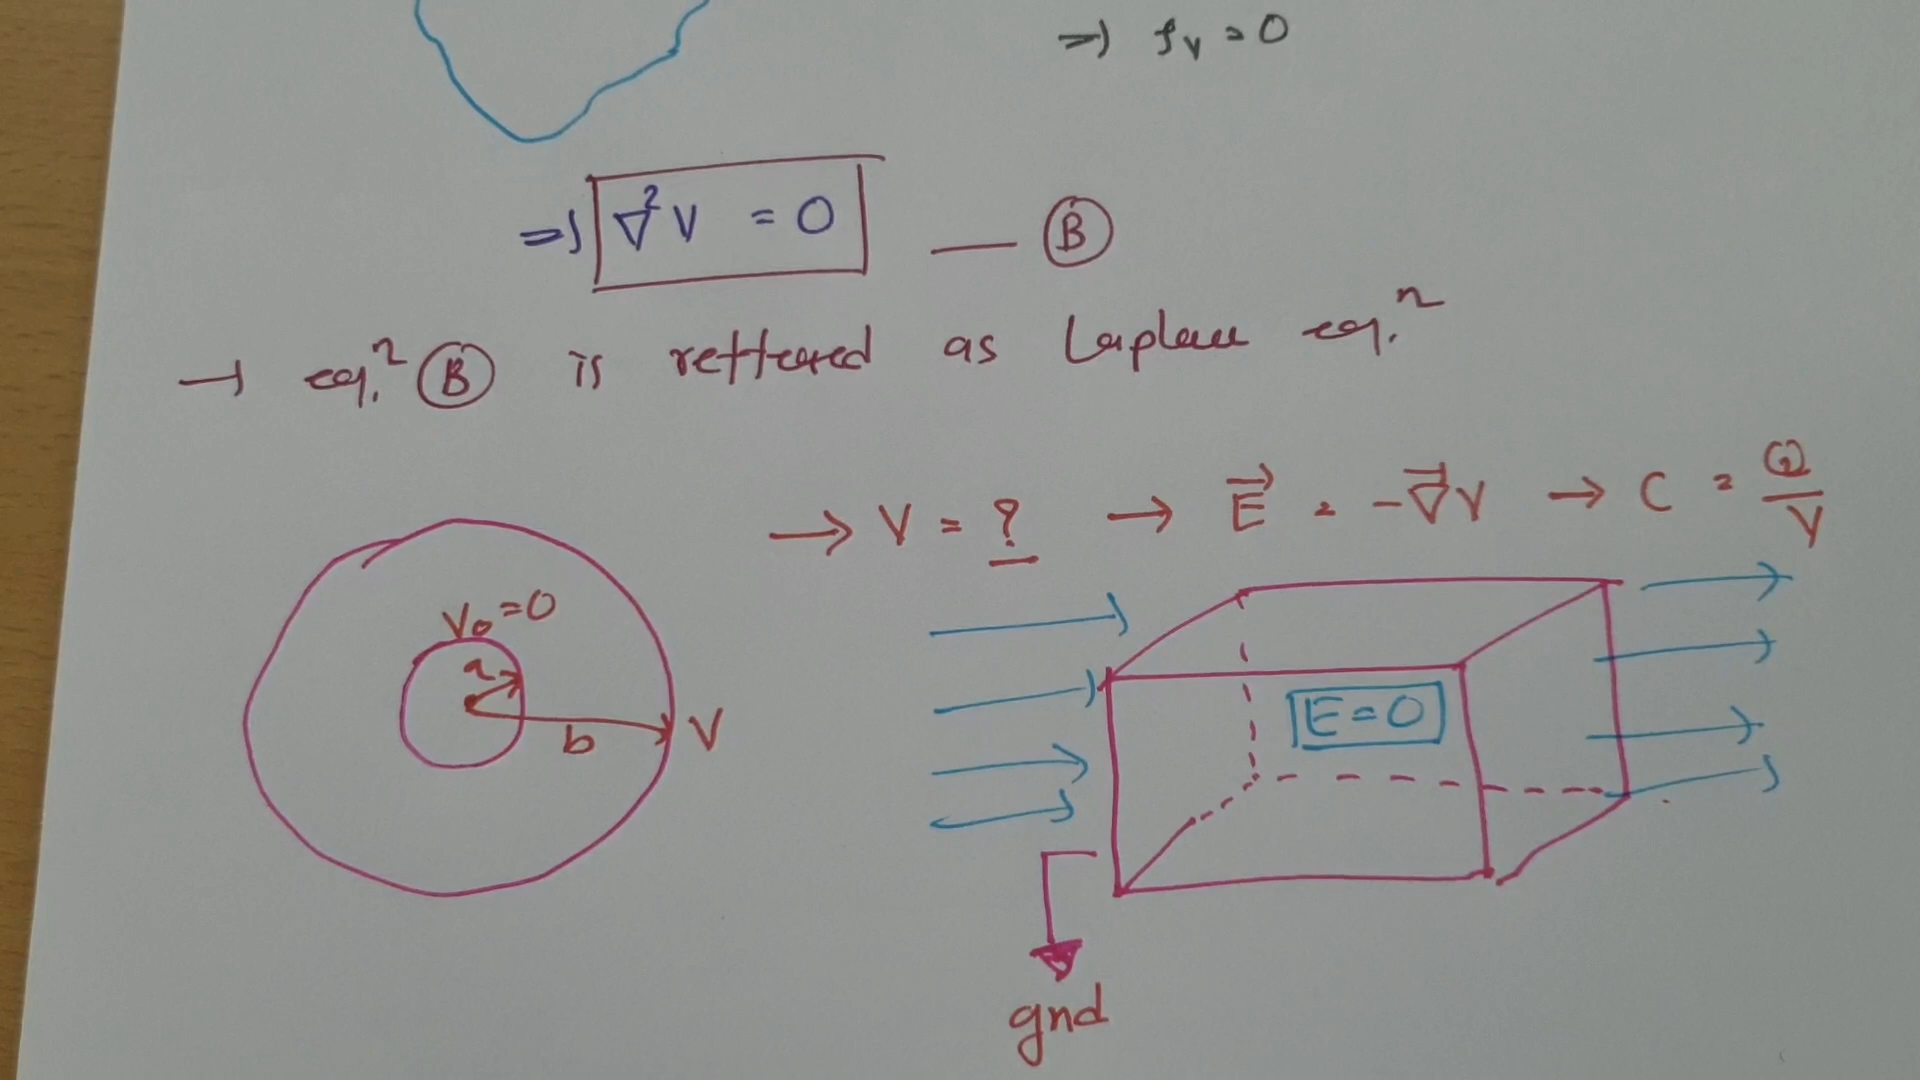 =) ρv = 0
=) ∇²V = 0 — B
→ eq.ⁿ B is reffered as Laplace eq.ⁿ
→ V = ? → E⃗ = -∇⃗V → C = Q/V
V₀ = 0
a
b
V
E = 0
gnd